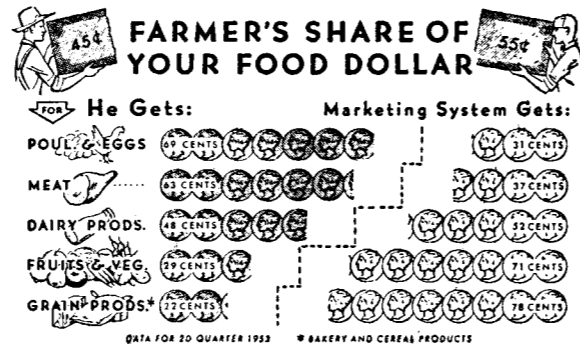 45¢ FARMER'S SHARE OF 55¢
YOUR FOOD DOLLAR
FOR He Gets: Marketing System Gets:
POUL & EGGS 69 CENTS 31 CENTS
MEAT 63 CENTS 37 CENTS
DAIRY PRODS. 48 CENTS 52 CENTS
FRUITS & VEG. 29 CENTS 71 CENTS
GRAIN PRODS.* 22 CENTS 78 CENTS
DATA FOR 2D QUARTER 1953 * BAKERY AND CEREAL PRODUCTS